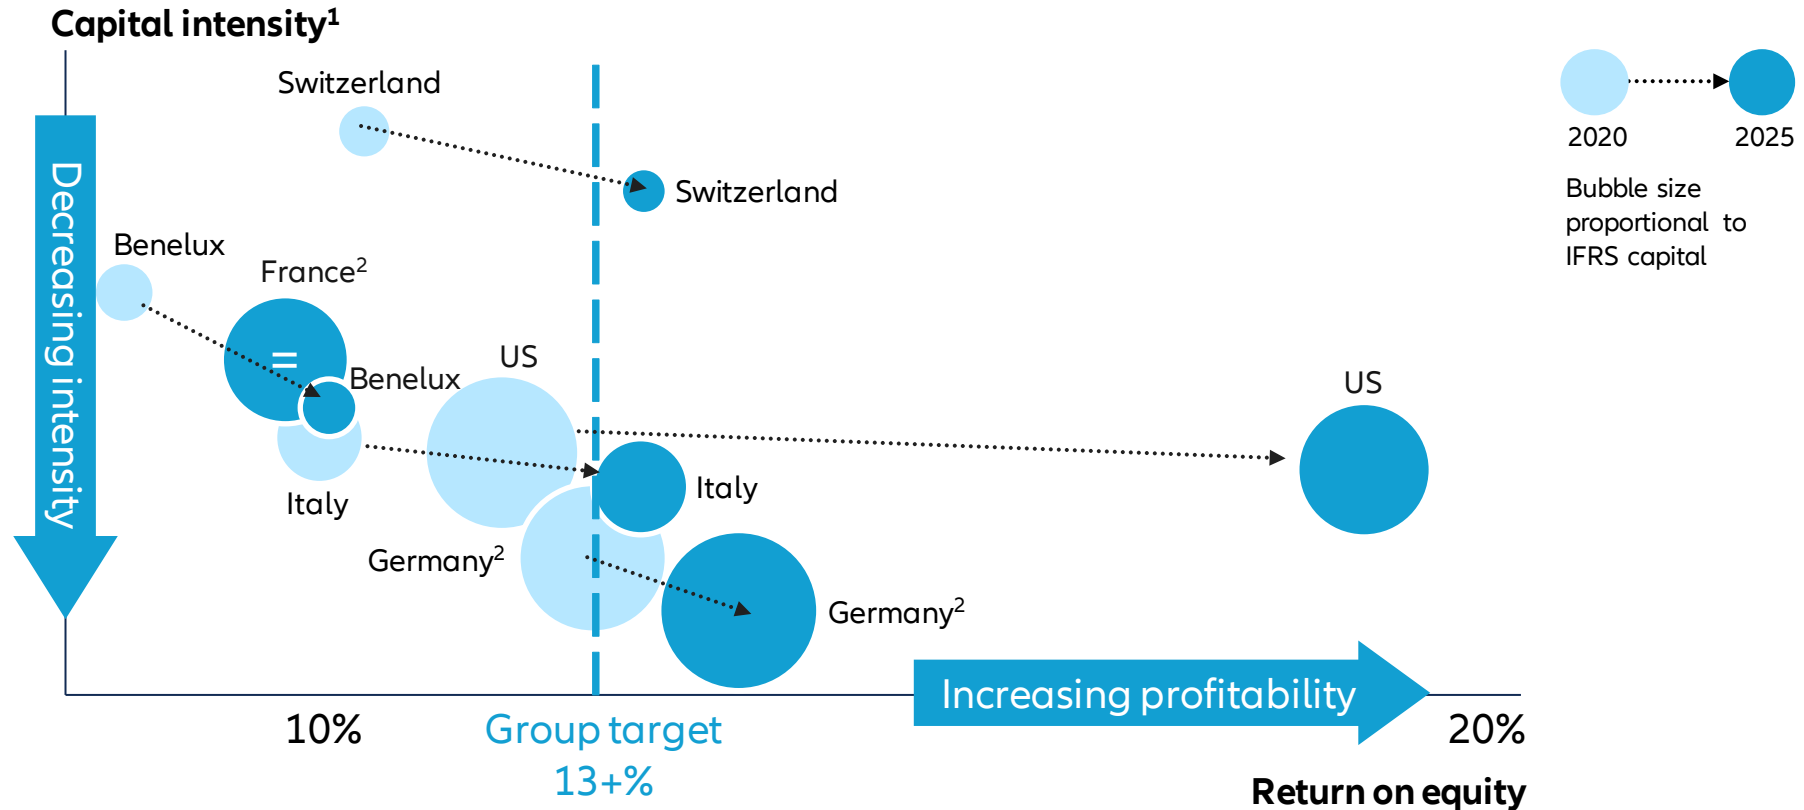 Capital intensity¹
Switzerland
Switzerland
2020
2025
Bubble size
proportional to
IFRS capital
Decreasing intensity
Benelux
France²
=
Benelux
US
US
Italy
Italy
Germany²
Germany²
Increasing profitability
10%
Group target
13+%
20%
Return on equity